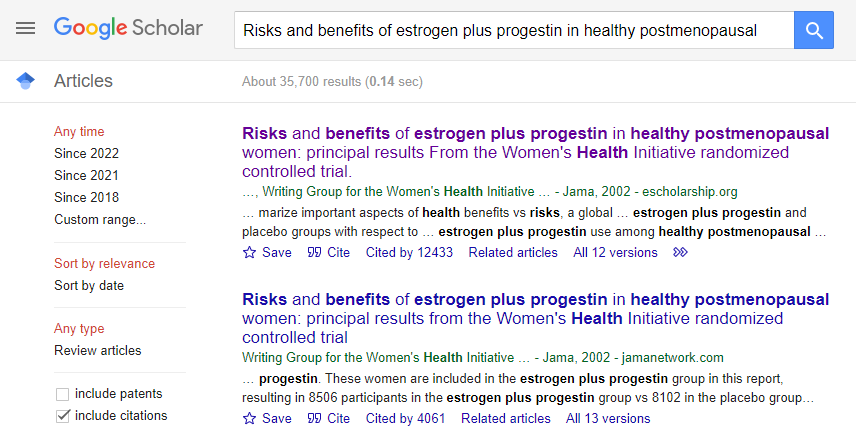 Google Scholar
Risks and benefits of estrogen plus progestin in healthy postmenopausal
Articles
About 35,700 results (0.14 sec)
Any time
Since 2022
Since 2021
Since 2018
Custom range...
Sort by relevance
Sort by date
Any type
Review articles
include patents
include citations
Risks and benefits of estrogen plus progestin in healthy postmenopausal
women: principal results From the Women's Health Initiative randomized
controlled trial.
…, Writing Group for the Women's Health Initiative … - Jama, 2002 - escholarship.org
… marize important aspects of health benefits vs risks, a global … estrogen plus progestin and
placebo groups with respect to … estrogen plus progestin use among healthy postmenopausal …
Save Cite Cited by 12433 Related articles All 12 versions
Risks and benefits of estrogen plus progestin in healthy postmenopausal
women: principal results from the Women's Health Initiative randomized
controlled trial
Writing Group for the Women's Health Initiative … - Jama, 2002 - jamanetwork.com
… progestin. These women are included in the estrogen plus progestin group in this report,
resulting in 8506 participants in the estrogen plus progestin group vs 8102 in the placebo group…
Save Cite Cited by 4061 Related articles All 13 versions